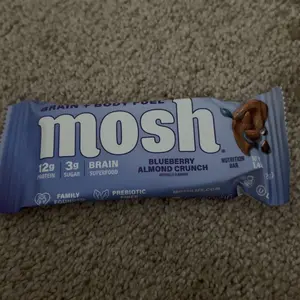 BRAIN + BODY FUEL
mosh
12g
PROTEIN
3g
SUGAR
BRAIN
SUPERFOOD
BLUEBERRY
ALMOND CRUNCH
NUTRITION
BAR
FAMILY
PREBIOTIC